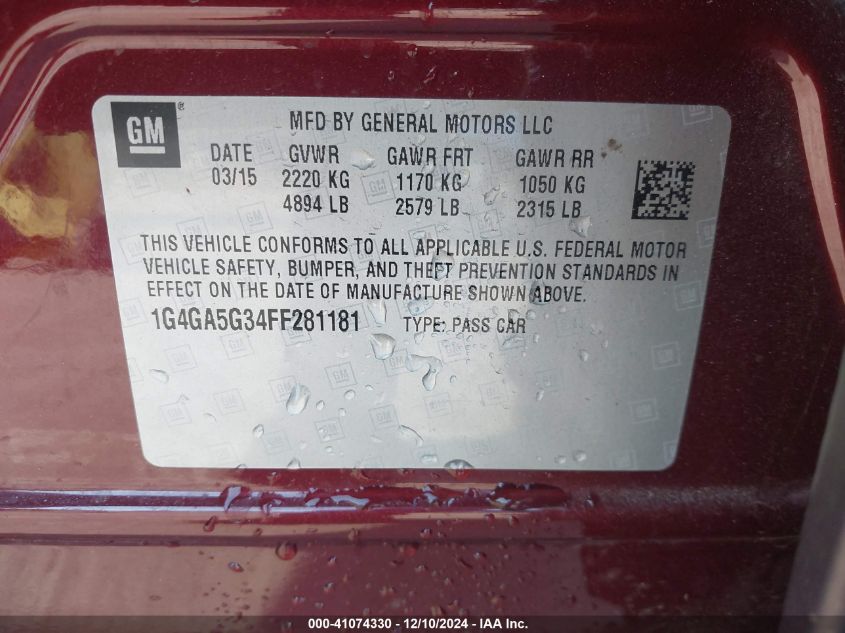 GM ®
MFD BY GENERAL MOTORS LLC
DATE GVWR GAWR FRT GAWR RR
03/15 2220 KG 1170 KG 1050 KG
4894 LB 2579 LB 2315 LB
THIS VEHICLE CONFORMS TO ALL APPLICABLE U.S. FEDERAL MOTOR
VEHICLE SAFETY, BUMPER, AND THEFT PREVENTION STANDARDS IN
EFFECT ON THE DATE OF MANUFACTURE SHOWN ABOVE.
1G4GA5G34FF281181 TYPE: PASS CAR
000-41074330 - 12/10/2024 - IAA Inc.